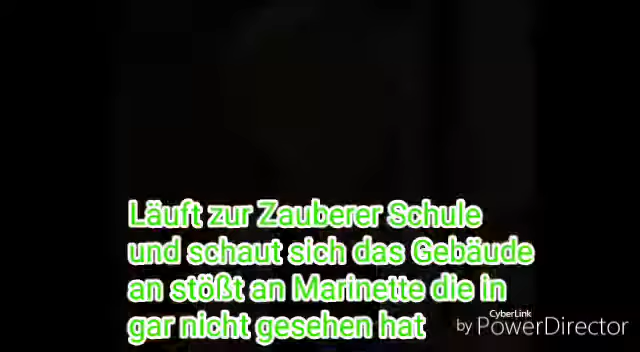 Läuft zur Zauberer Schule
und schaut sich das Gebäude
an stößt an Marinette die in
gar nicht gesehen hat
CyberLink
by PowerDirector